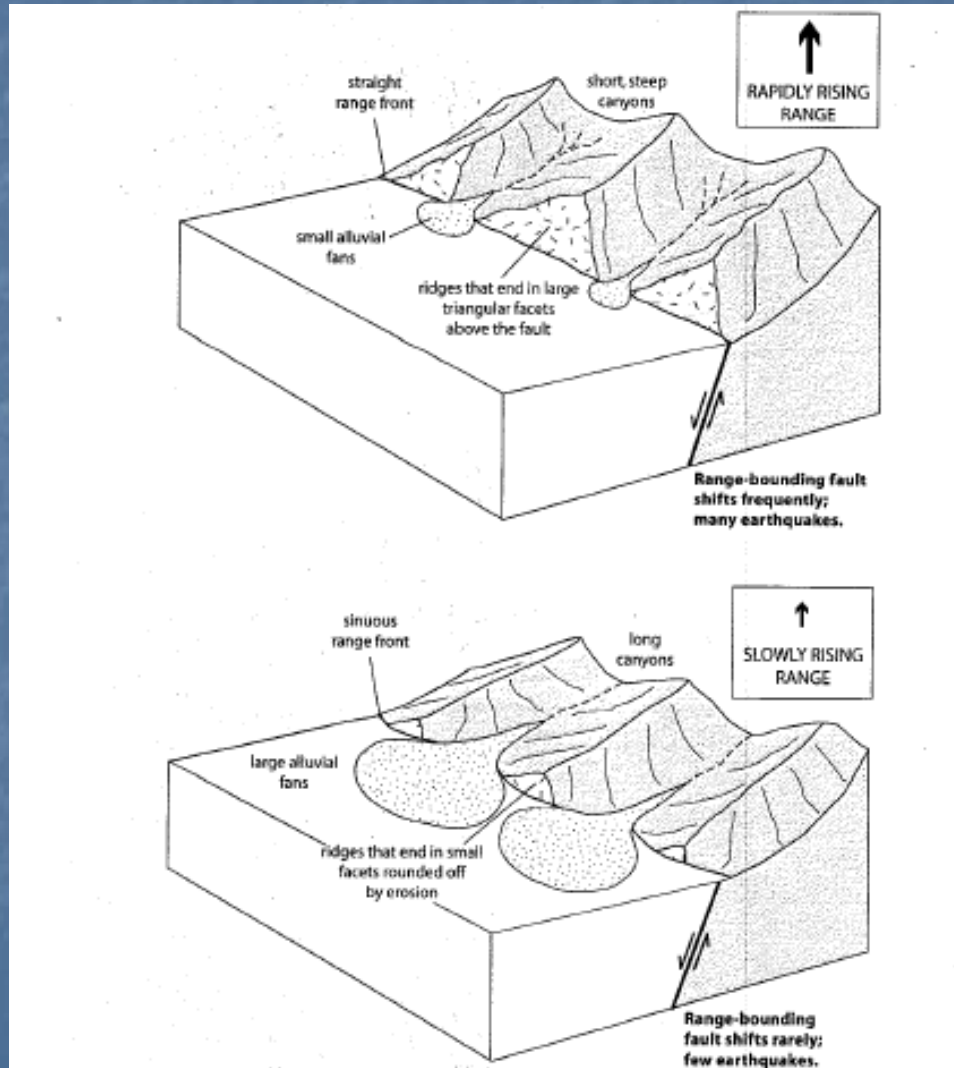 straight
range front
short, steep
canyons
RAPIDLY RISING
RANGE
small alluvial
fans
ridges that end in large
triangular facets
above the fault
Range-bounding fault
shifts frequently;
many earthquakes.
sinuous
range front
long
canyons
SLOWLY RISING
RANGE
large alluvial
fans
ridges that end in small
facets rounded off
by erosion
Range-bounding
fault shifts rarely;
few earthquakes.